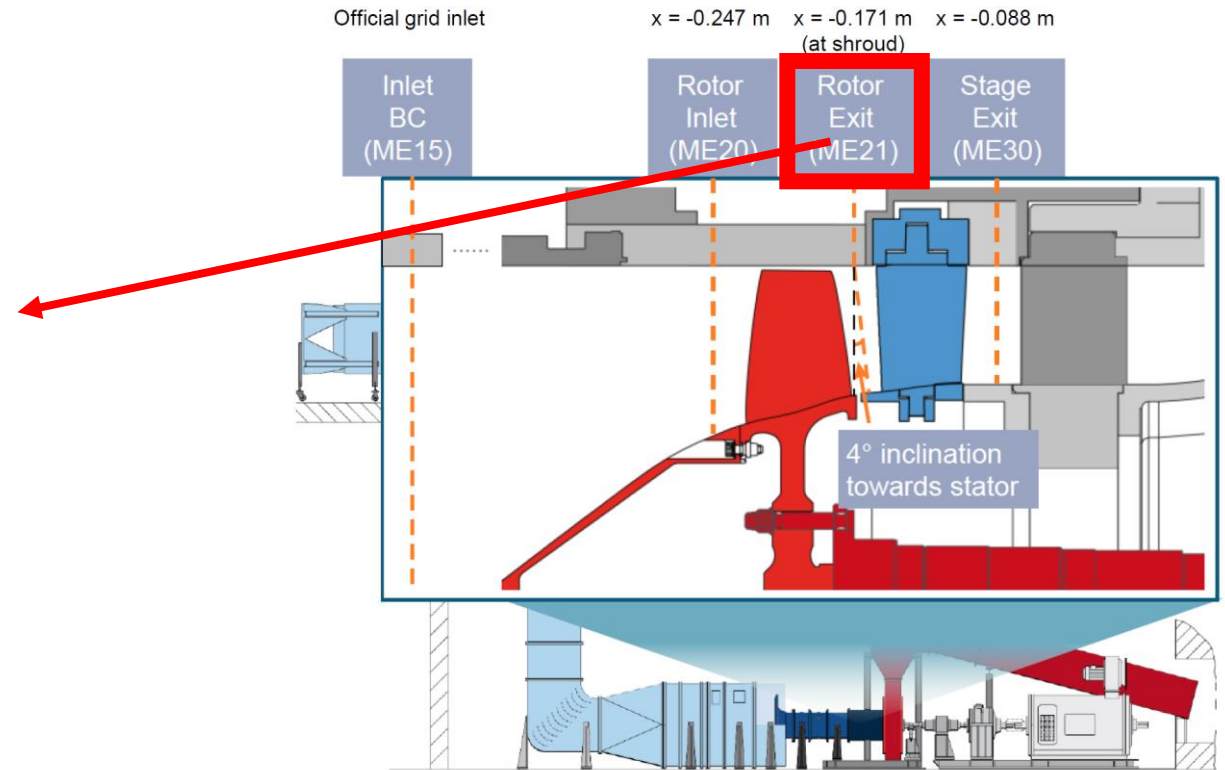 Official grid inlet
x = -0.247 m
x = -0.171 m
(at shroud)
x = -0.088 m
Inlet
BC
(ME15)
Rotor
Inlet
(ME20)
Rotor
Exit
(ME21)
Stage
Exit
(ME30)
4° inclination
towards stator